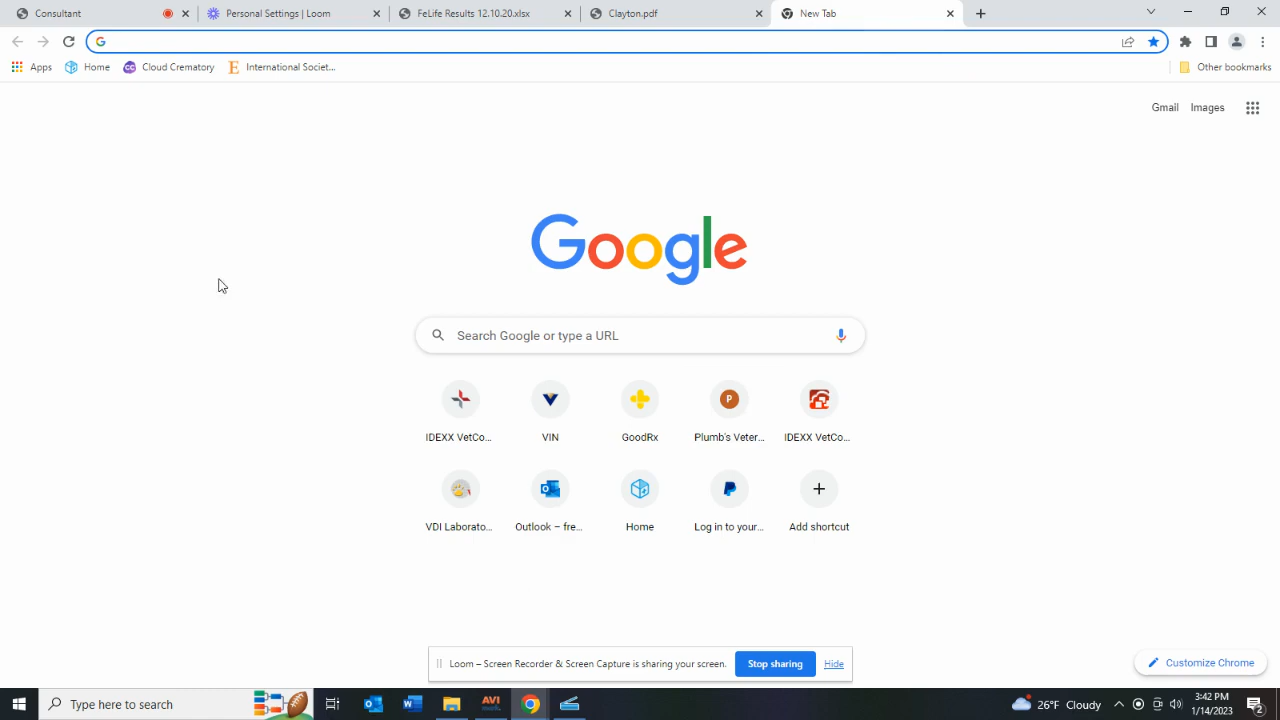 Consultant
Personal Settings | Loom
FeLife Results 12.10.20.xlsx
Clayton.pdf
New Tab
Apps
Home
Cloud Crematory
International Societ...
Other bookmarks
Gmail
Images
Google
Search Google or type a URL
IDEXX VetCo...
VIN
GoodRx
P
Plumb's Veter...
IDEXX VetCo...
VDI Laborato...
Outlook – fre...
Home
Log in to your...
Add shortcut
Loom – Screen Recorder & Screen Capture is sharing your screen.
Stop sharing
Hide
Customize Chrome
Type here to search
AVI
26°F Cloudy
3:42 PM
1/14/2023
2